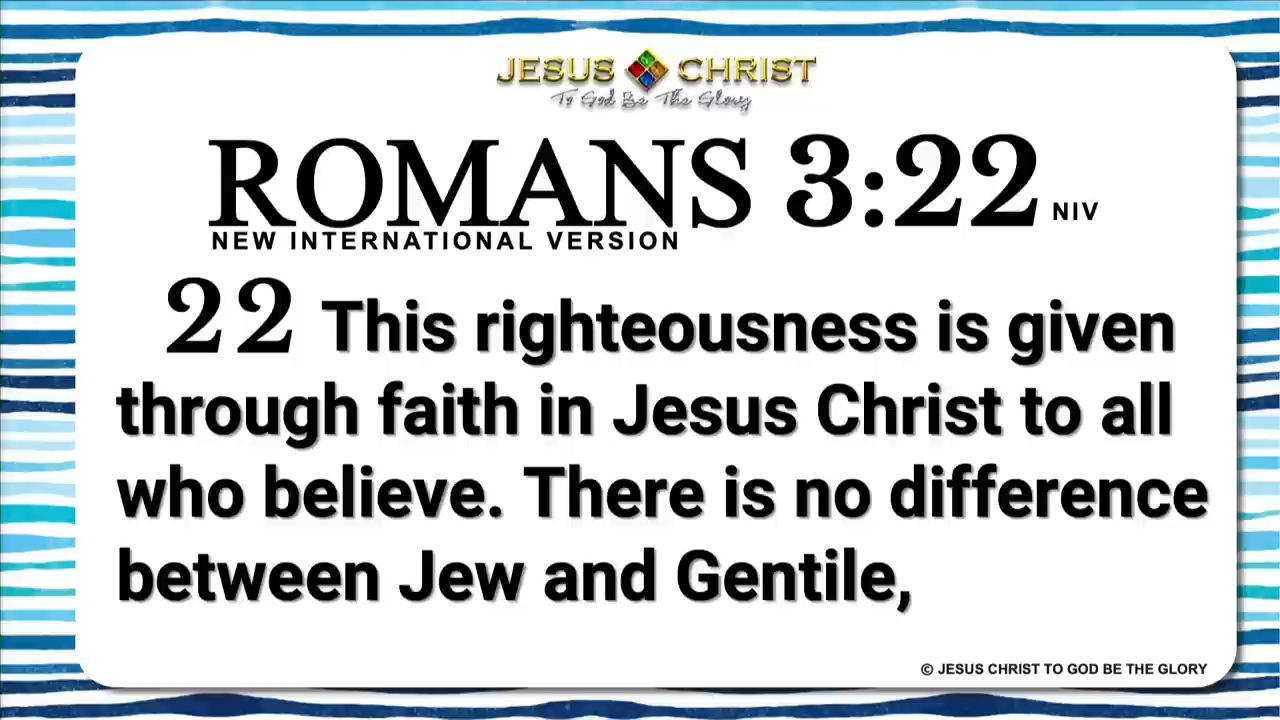 JESUS CHRIST
To God Be The Glory
ROMANS 3:22 NIV
NEW INTERNATIONAL VERSION
22 This righteousness is given
through faith in Jesus Christ to all
who believe. There is no difference
between Jew and Gentile,
© JESUS CHRIST TO GOD BE THE GLORY